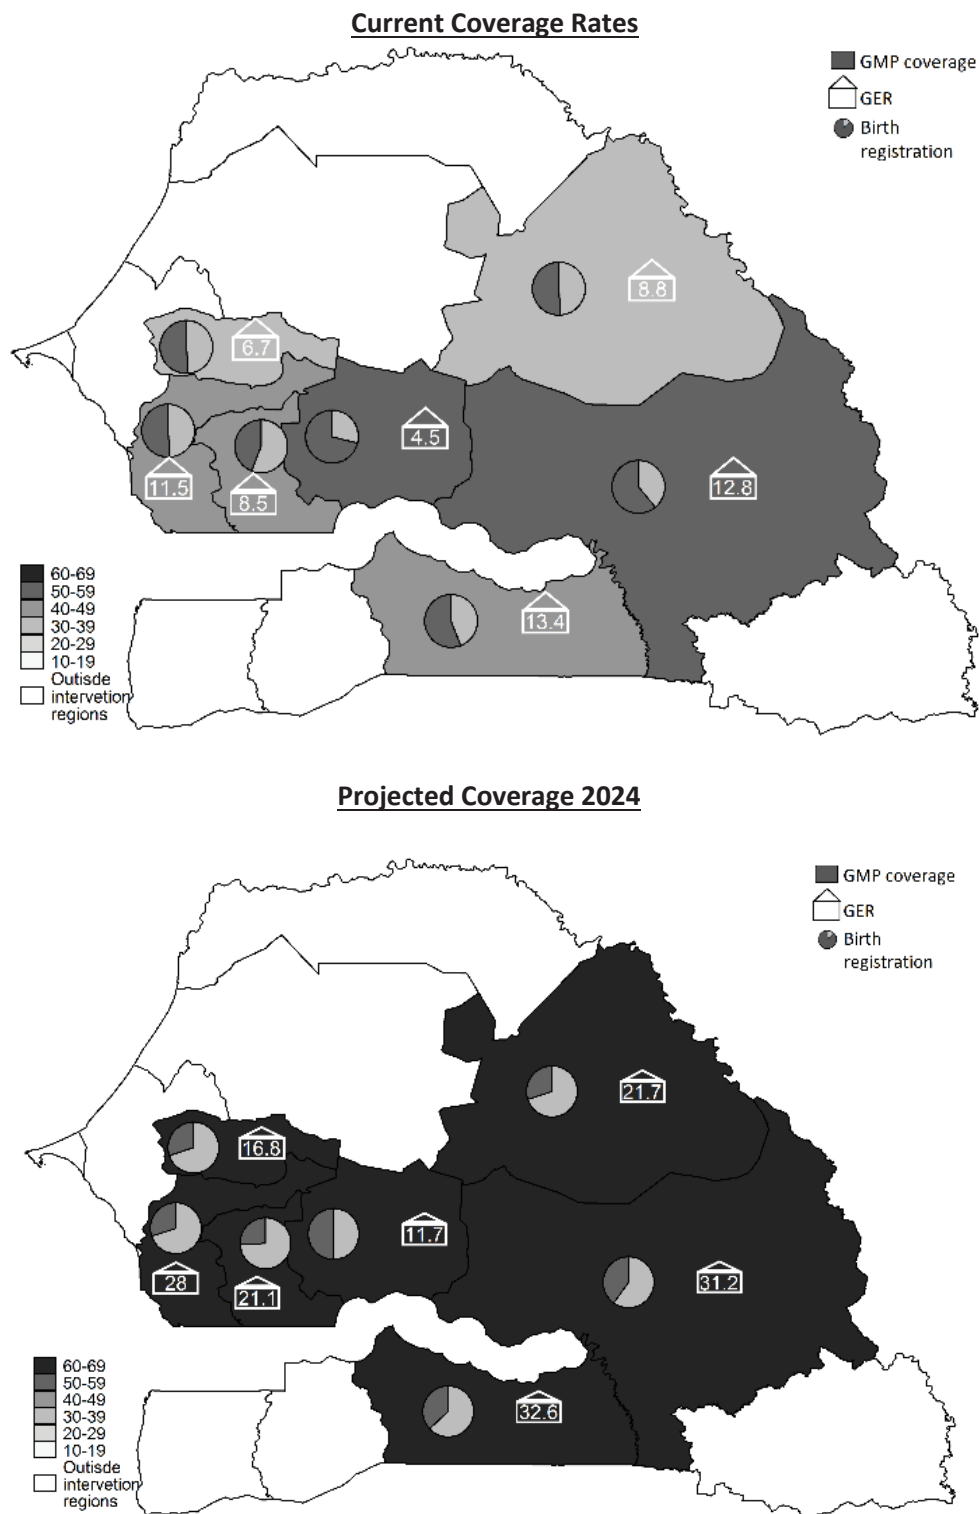 Current Coverage Rates
GMP coverage
GER
Birth
registration
8.8
6.7
4.5
11.5
8.5
12.8
13.4
60-69
50-59
40-49
30-39
20-29
10-19
Outisde
intervetion
regions
Projected Coverage 2024
GMP coverage
GER
Birth
registration
21.7
16.8
11.7
28
21.1
31.2
32.6
60-69
50-59
40-49
30-39
20-29
10-19
Outisde
intervetion
regions